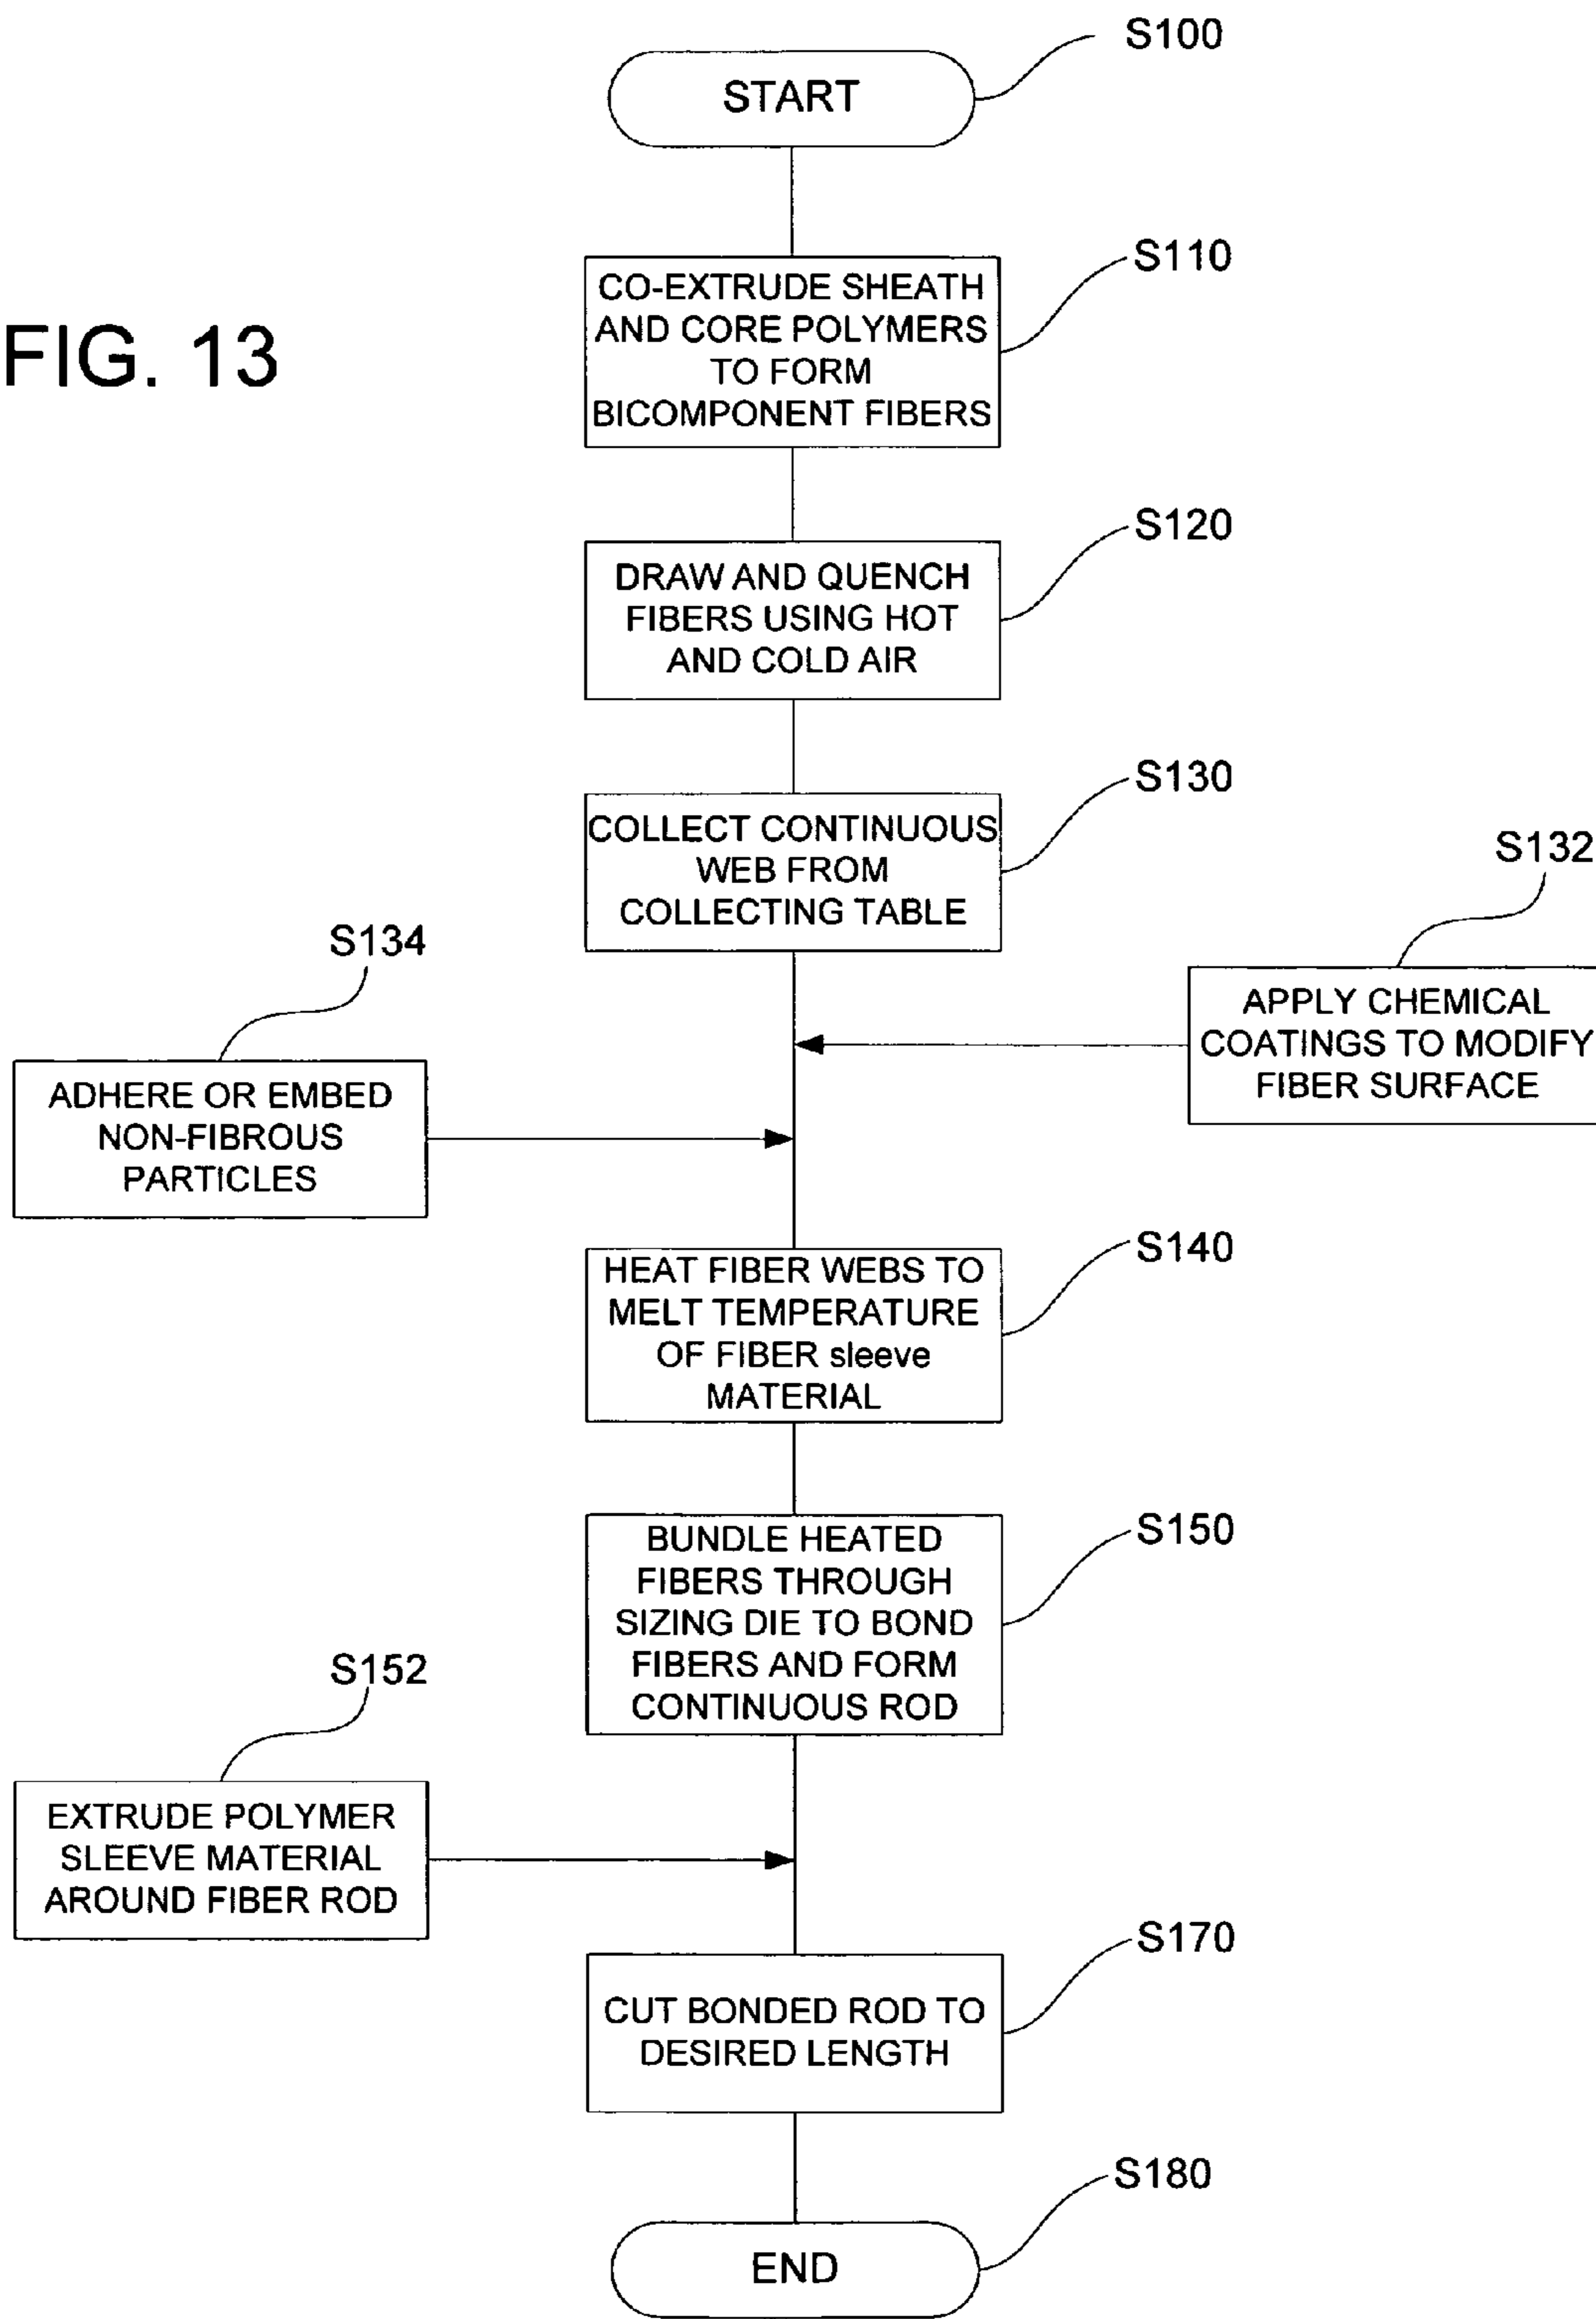 S100
START
S110
CO-EXTRUDE SHEATH
AND CORE POLYMERS
TO FORM
BICOMPONENT FIBERS
FIG. 13
S120
DRAW AND QUENCH
FIBERS USING HOT
AND COLD AIR
S130
COLLECT CONTINUOUS
WEB FROM
COLLECTING TABLE
S132
APPLY CHEMICAL
COATINGS TO MODIFY
FIBER SURFACE
S134
ADHERE OR EMBED
NON-FIBROUS
PARTICLES
S140
HEAT FIBER WEBS TO
MELT TEMPERATURE
OF FIBER sleeve
MATERIAL
S150
BUNDLE HEATED
FIBERS THROUGH
SIZING DIE TO BOND
FIBERS AND FORM
CONTINUOUS ROD
S152
EXTRUDE POLYMER
SLEEVE MATERIAL
AROUND FIBER ROD
S170
CUT BONDED ROD TO
DESIRED LENGTH
S180
END